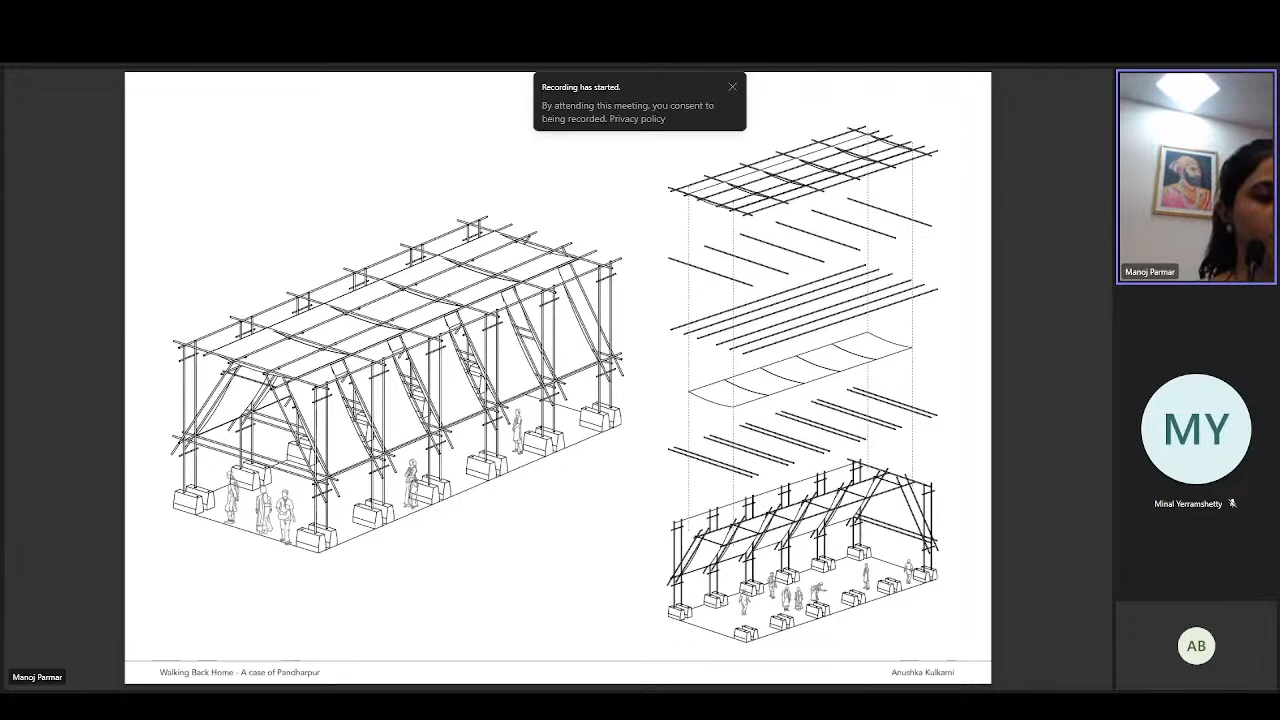 Recording has started.
By attending this meeting, you consent to
being recorded. Privacy policy
Manoj Parmar
MY
Minal Yerramshetty
AB
Walking Back Home - A case of Pandharpur
Anushka Kulkarni
Manoj Parmar